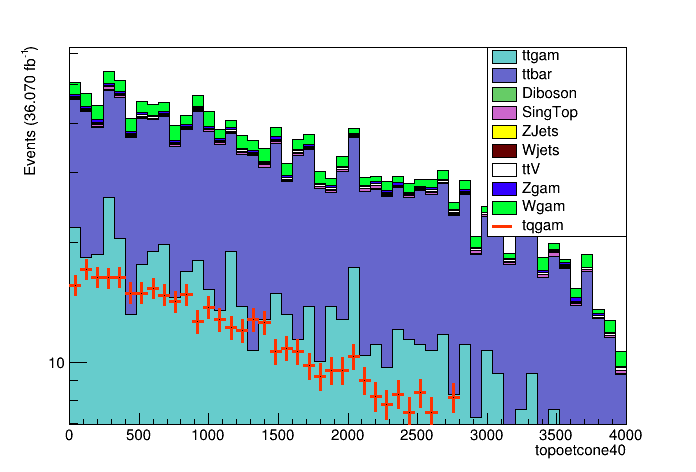 Events (36.070 fb⁻¹)
ttgam
ttbar
Diboson
SingTop
ZJets
Wjets
ttV
Zgam
Wgam
tqgam
10
0 500 1000 1500 2000 2500 3000 3500 4000
topoetcone40